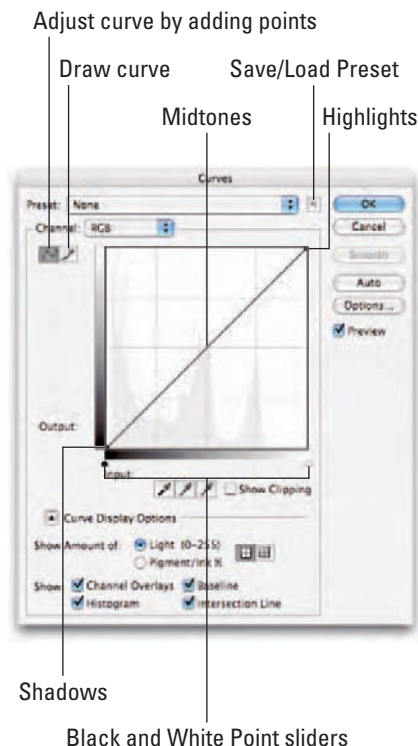 Adjust curve by adding points
Draw curve
Save/Load Preset
Midtones
Highlights
Curves
Preset: None
OK
Channel: RGB
Cancel
Smooth
Auto
Options...
Preview
Output:
Input:
Show Clipping
Curve Display Options
Show Amount of: Light (0-255)
Pigment/Ink %
Show: Channel Overlays Baseline
Histogram Intersection Line
Shadows
Black and White Point sliders